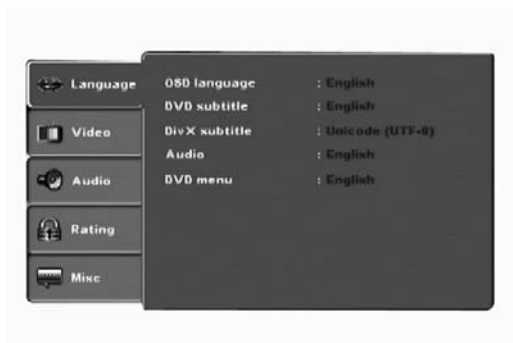 Language
Video
Audio
Rating
Misc
OSD language : English
DVD subtitle : English
DivX subtitle : Unicode (UTF-8)
Audio : English
DVD menu : English